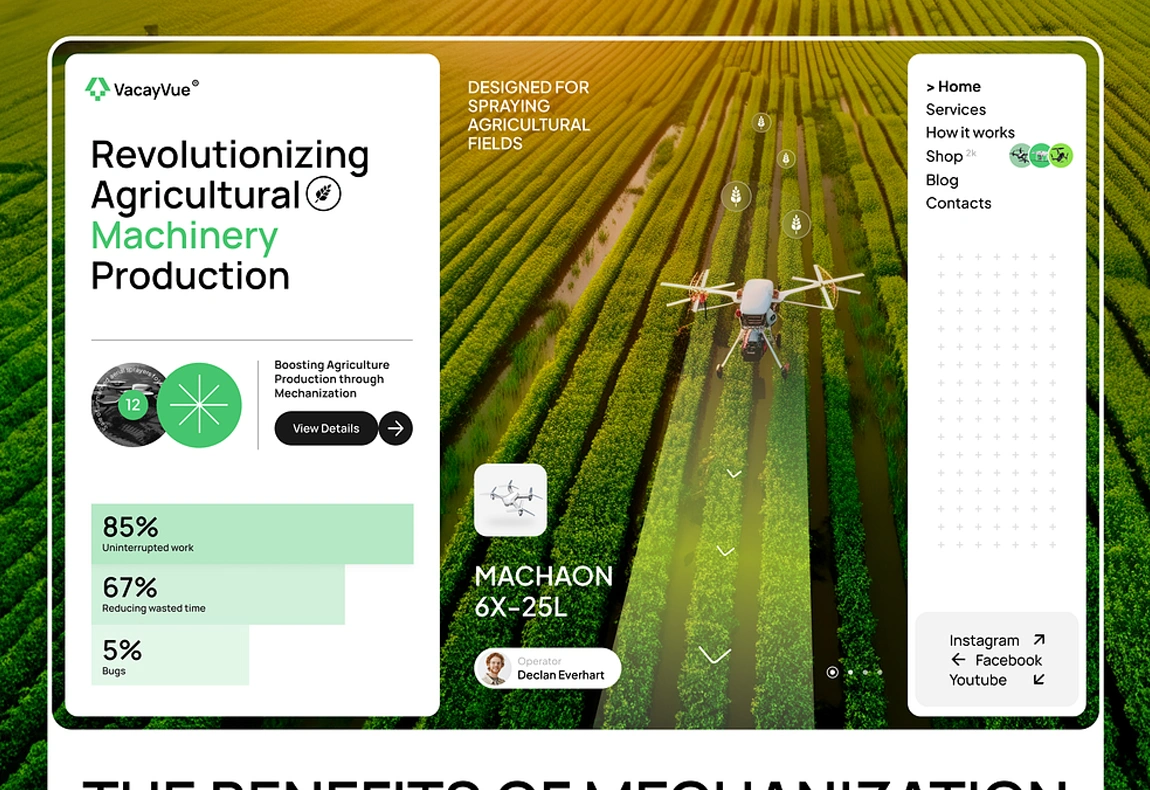 VacayVue®
Revolutionizing
Agricultural
Machinery
Production
12
Boosting Agriculture
Production through
Mechanization
View Details
85%
Uninterrupted work
67%
Reducing wasted time
5%
Bugs
DESIGNED FOR
SPRAYING
AGRICULTURAL
FIELDS
MACHAON
6X-25L
Operator
Declan Everhart
> Home
Services
How it works
Shop 2k
Blog
Contacts
Instagram
Facebook
Youtube
THE BENEFITS OF MECHANIZATION